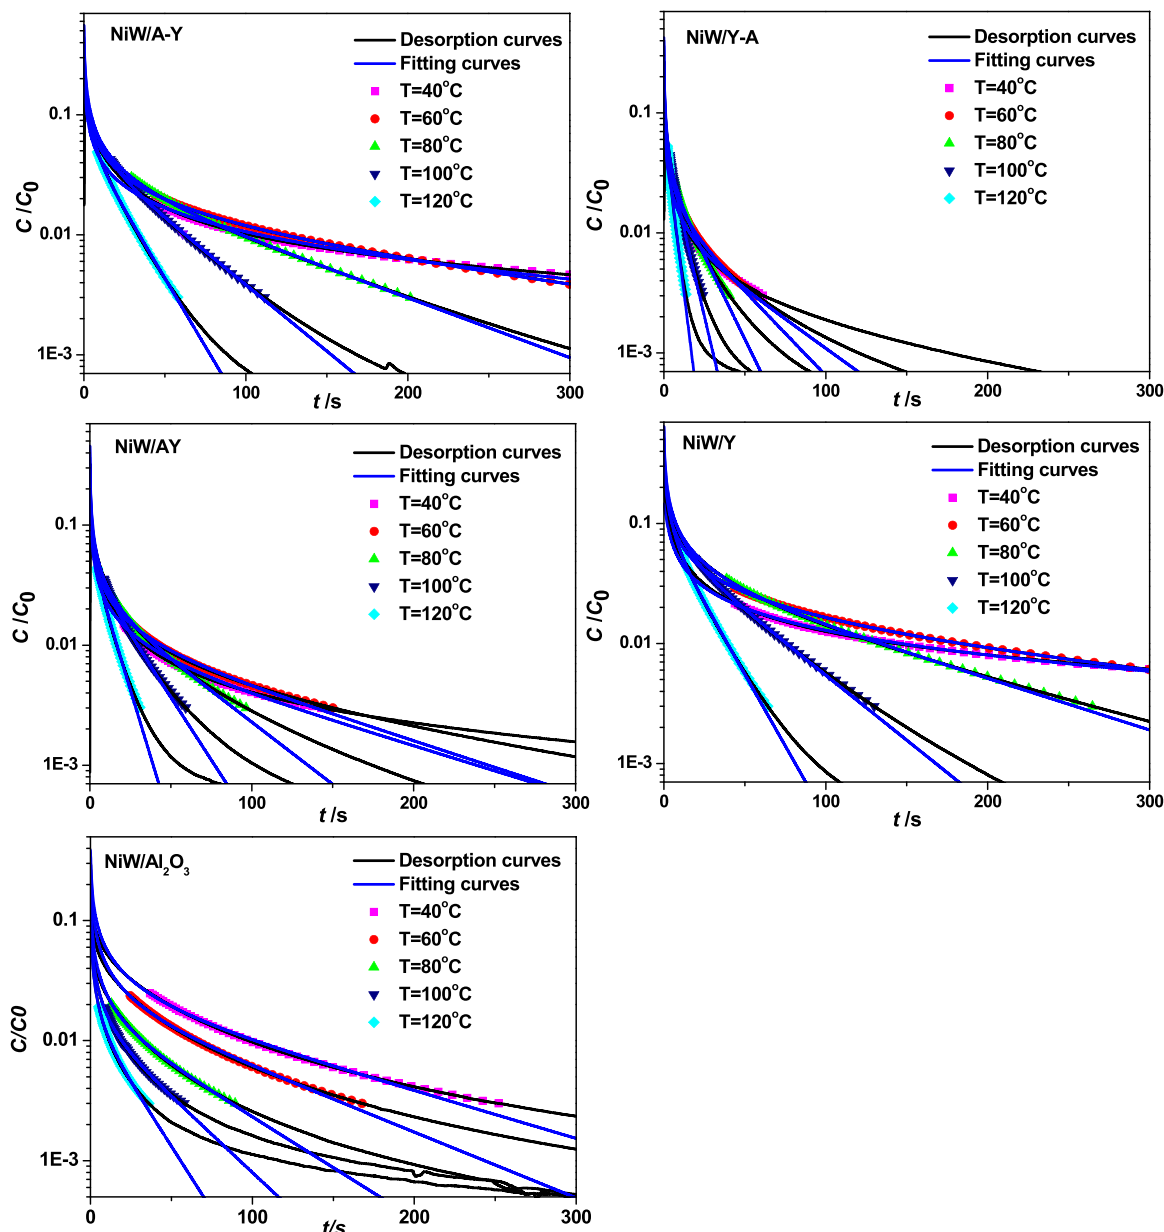 NiW/A-Y
Desorption curves
Fitting curves
T=40°C
T=60°C
T=80°C
T=100°C
T=120°C
0.1
0.01
1E-3
C /C0
0 100 200 300
t /s
NiW/Y-A
Desorption curves
Fitting curves
T=40°C
T=60°C
T=80°C
T=100°C
T=120°C
0.1
0.01
1E-3
C /C0
0 100 200 300
t /s
NiW/AY
Desorption curves
Fitting curves
T=40°C
T=60°C
T=80°C
T=100°C
T=120°C
0.1
0.01
1E-3
C /C0
0 100 200 300
t /s
NiW/Y
Desorption curves
Fitting curves
T=40°C
T=60°C
T=80°C
T=100°C
T=120°C
0.1
0.01
1E-3
C /C0
0 100 200 300
t /s
NiW/Al2O3
Desorption curves
Fitting curves
T=40°C
T=60°C
T=80°C
T=100°C
T=120°C
0.1
0.01
1E-3
C/C0
0 100 200 300
t/s